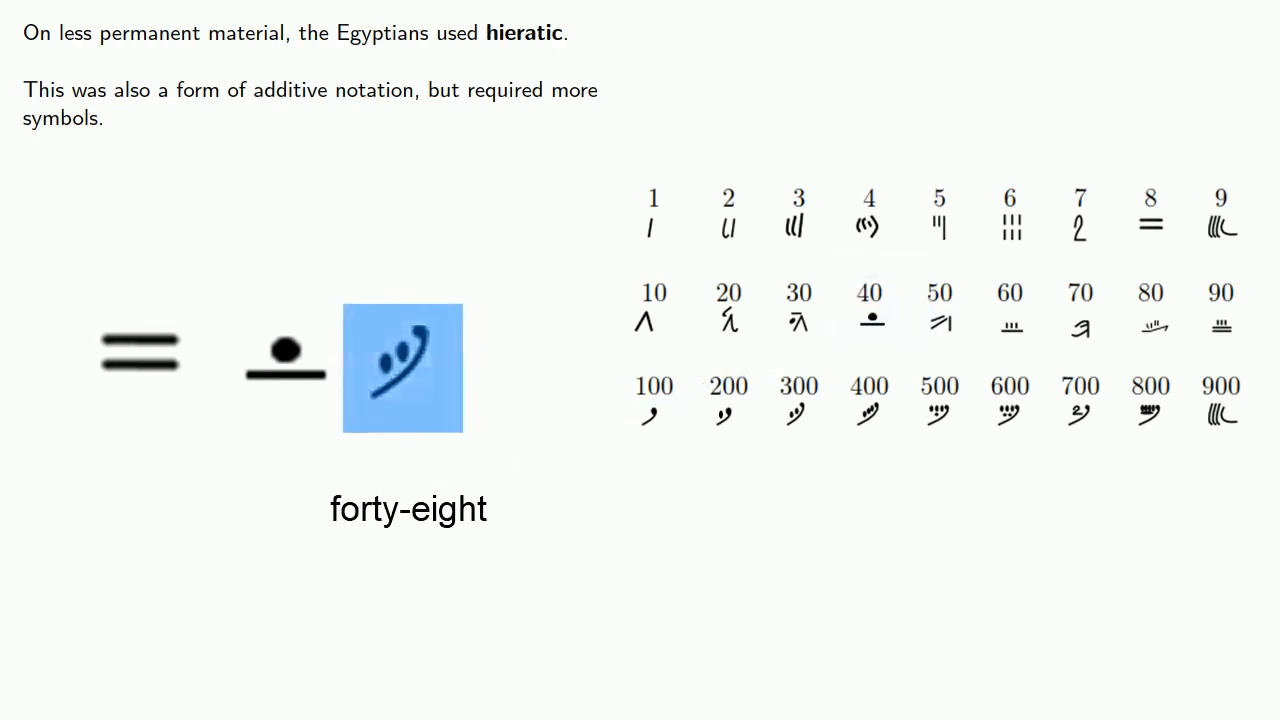 On less permanent material, the Egyptians used hieratic.
This was also a form of additive notation, but required more
symbols.
1 2 3 4 5 6 7 8 9
10 20 30 40 50 60 70 80 90
100 200 300 400 500 600 700 800 900
forty-eight